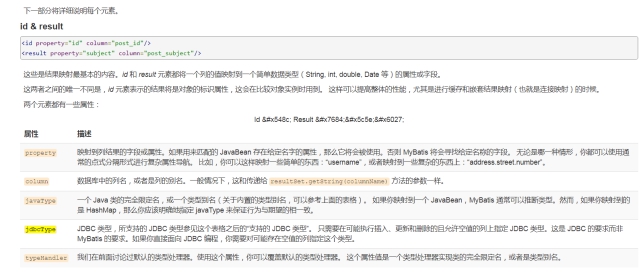 下一部分将详细说明每个元素。
id & result
<id property="id" column="post_id"/>
<result property="subject" column="post_subject"/>
这些是结果映射最基本的内容。id 和 result 元素都将一个列的值映射到一个简单数据类型（String, int, double, Date 等）的属性或字段。
这两者之间的唯一不同是，id 元素表示的结果将是对象的标识属性，这会在比较对象实例时用到。 这样可以提高整体的性能，尤其是进行缓存和嵌套结果映射（也就是连接映射）的时候。
两个元素都有一些属性：
Id &#x548c; Result &#x7684;&#x5c5e;&#x6027;
属性 描述
property 映射到列结果的字段或属性。如果用来匹配的 JavaBean 存在给定名字的属性，那么它将会被使用。否则 MyBatis 将会寻找给定名称的字段。 无论是哪一种情形，你都可以使用通
常的点式分隔形式进行复杂属性导航。 比如，你可以这样映射一些简单的东西：“username”，或者映射到一些复杂的东西上：“address.street.number”。
column 数据库中的列名，或者是列的别名。一般情况下，这和传递给 resultSet.getString(columnName) 方法的参数一样。
javaType 一个 Java 类的完全限定名，或一个类型别名（关于内置的类型别名，可以参考上面的表格）。 如果你映射到一个 JavaBean，MyBatis 通常可以推断类型。然而，如果你映射到的
是 HashMap，那么你应该明确地指定 javaType 来保证行为与期望的相一致。
jdbcType JDBC 类型，所支持的 JDBC 类型参见这个表格之后的“支持的 JDBC 类型”。 只需要在可能执行插入、更新和删除的且允许空值的列上指定 JDBC 类型。这是 JDBC 的要求而非
MyBatis 的要求。如果你直接面向 JDBC 编程，你需要对可能存在空值的列指定这个类型。
typeHandler 我们在前面讨论过默认的类型处理器。使用这个属性，你可以覆盖默认的类型处理器。 这个属性值是一个类型处理器实现类的完全限定名，或者是类型别名。